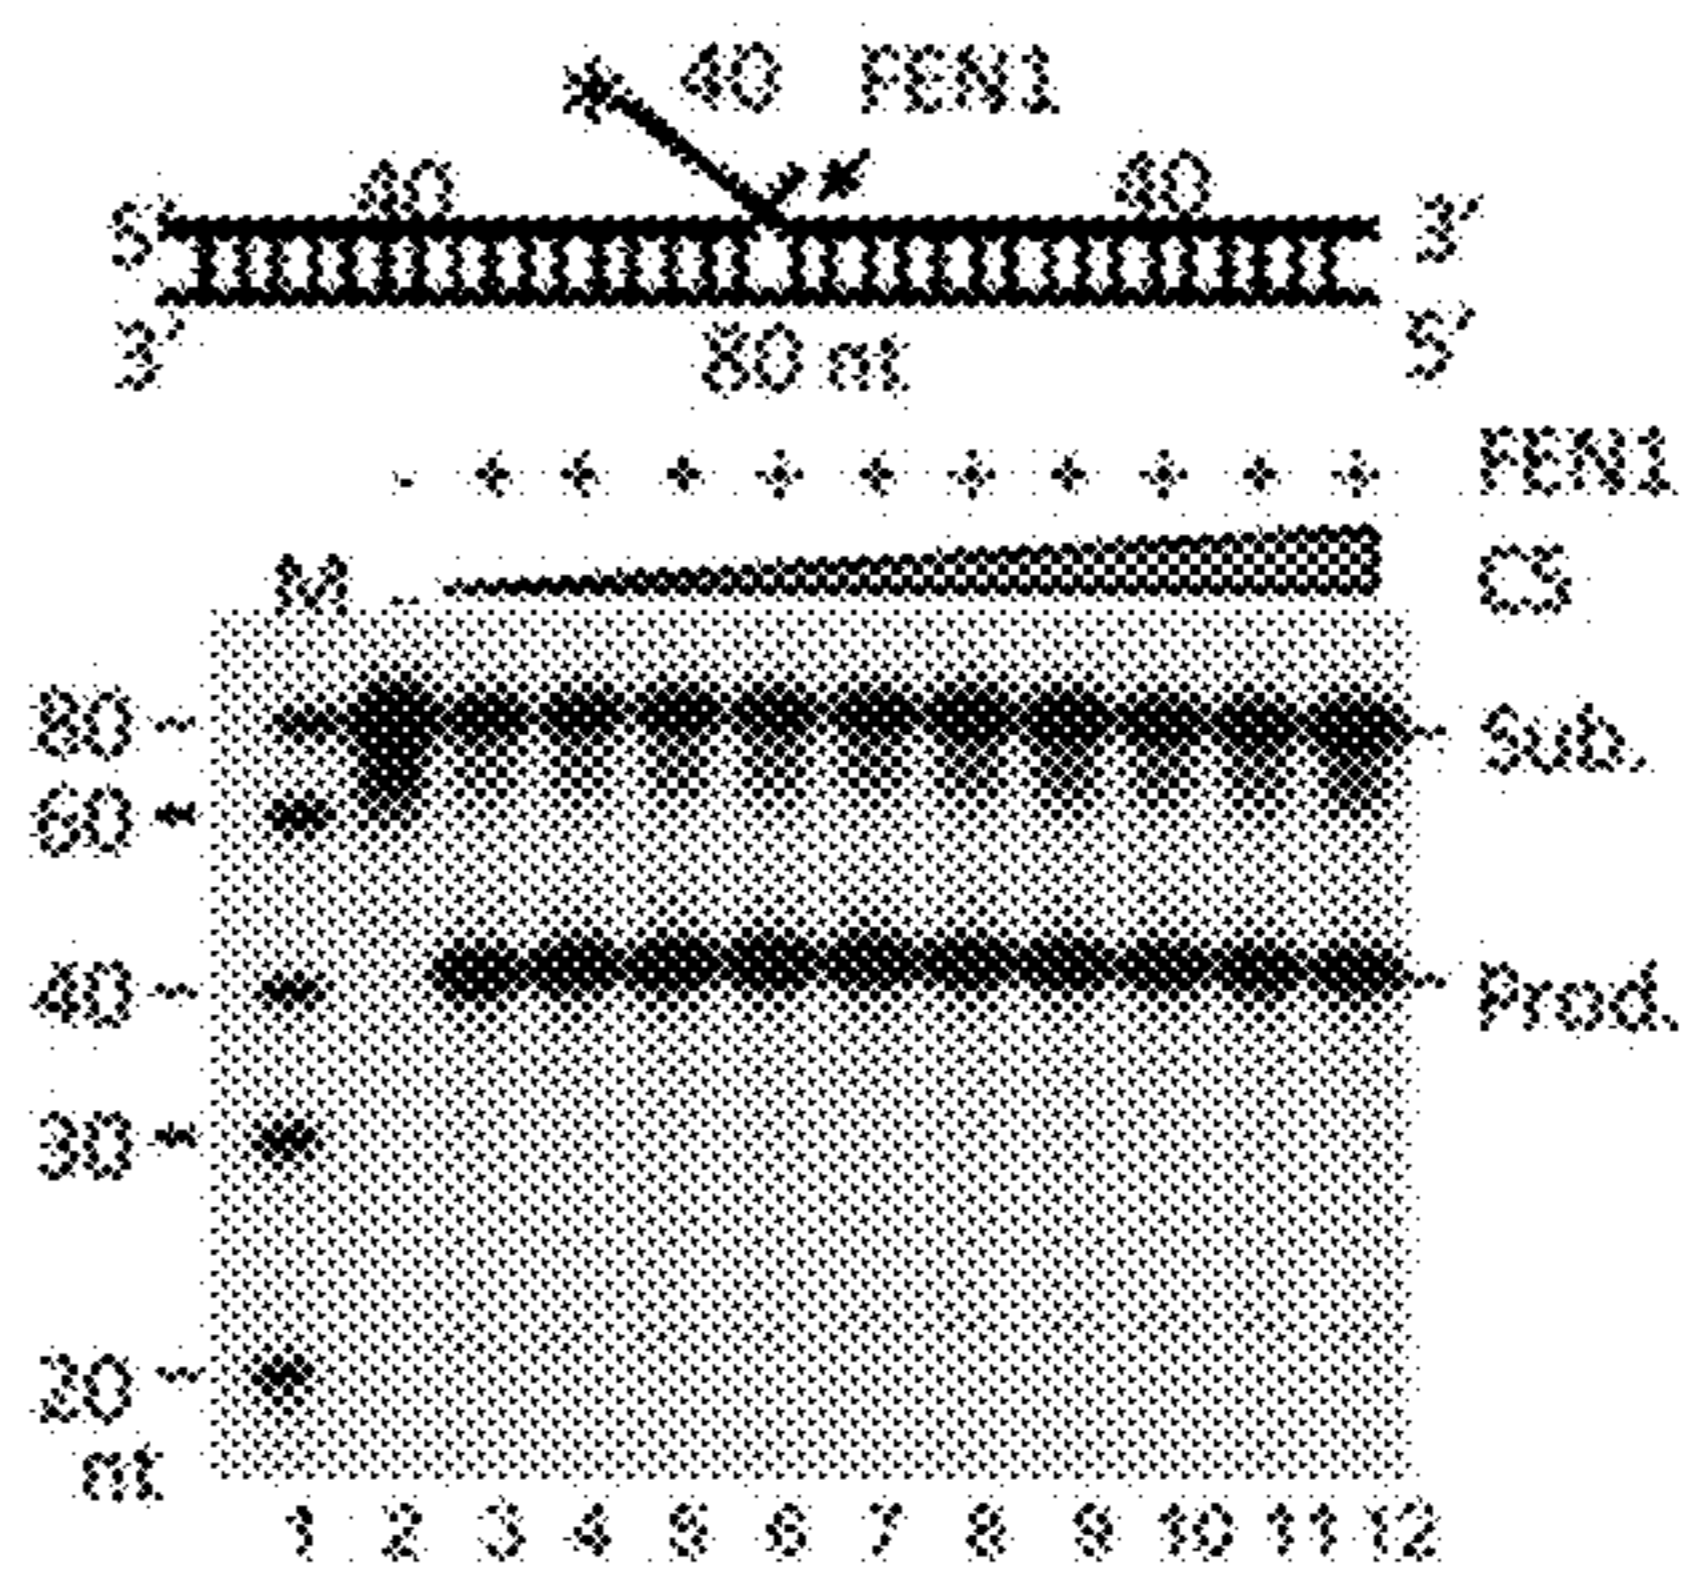 * 40 FEN1
40 40
5' 3'
3' 80 nt 5'
- + + + + + + + + + + FEN1
M - C5
80 - Sub.
60 -
40 - Prod.
30 -
20 -
nt
1 2 3 4 5 6 7 8 9 10 11 12